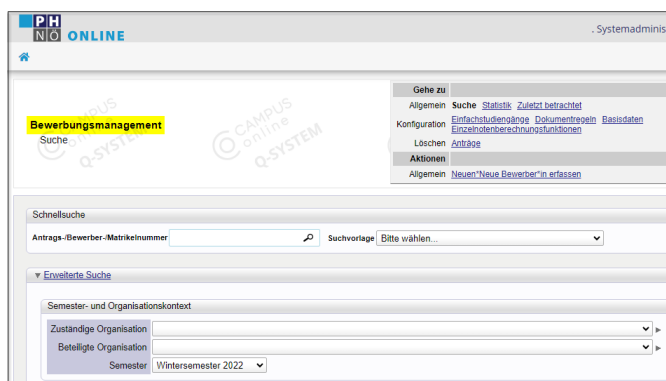 PH
NÖ ONLINE
. Systemadminis
Gehe zu
Allgemein Suche Statistik Zuletzt betrachtet
Konfiguration Einfachstudiengänge Dokumentregeln Basisdaten
Einzelnotenberechnungsfunktionen
Löschen Anträge
Aktionen
Allgemein Neuen*Neue Bewerber*in erfassen
Bewerbungsmanagement
Suche
CAMPUS
online
Q-SYSTEM
CAMPUS
online
Q-SYSTEM
Schnellsuche
Antrags-/Bewerber-/Matrikelnummer Suchvorlage Bitte wählen...
Erweiterte Suche
Semester- und Organisationskontext
Zuständige Organisation
Beteiligte Organisation
Semester Wintersemester 2022